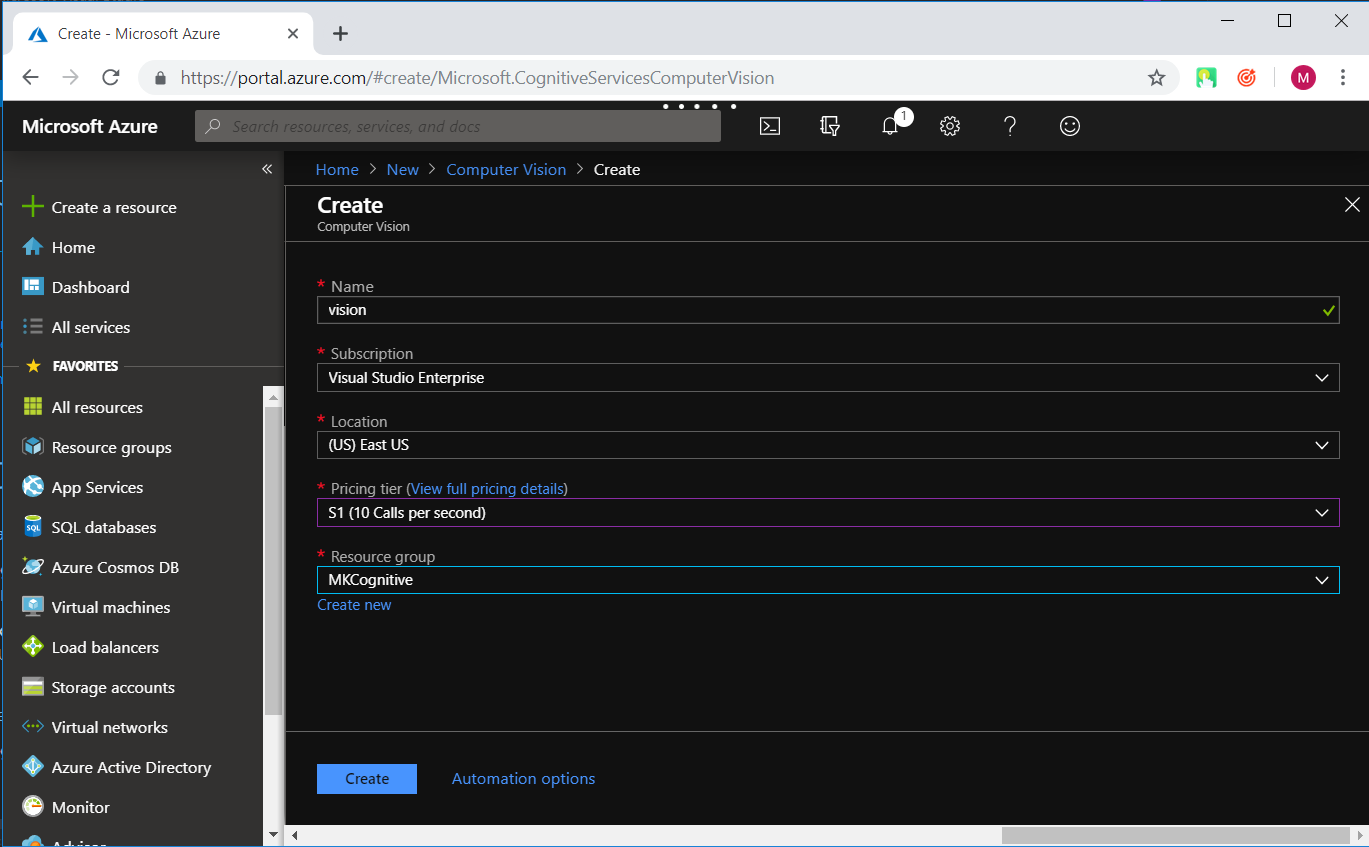 Create - Microsoft Azure
https://portal.azure.com/#create/Microsoft.CognitiveServicesComputerVision
M
Microsoft Azure
Search resources, services, and docs
1
Home > New > Computer Vision > Create
Create
Computer Vision
Create a resource
Home
Dashboard
All services
FAVORITES
All resources
Resource groups
App Services
SQL
SQL databases
Azure Cosmos DB
Virtual machines
Load balancers
Storage accounts
Virtual networks
Azure Active Directory
Monitor
* Name
vision
* Subscription
Visual Studio Enterprise
* Location
(US) East US
* Pricing tier (View full pricing details)
S1 (10 Calls per second)
* Resource group
MKCognitive
Create new
Create
Automation options